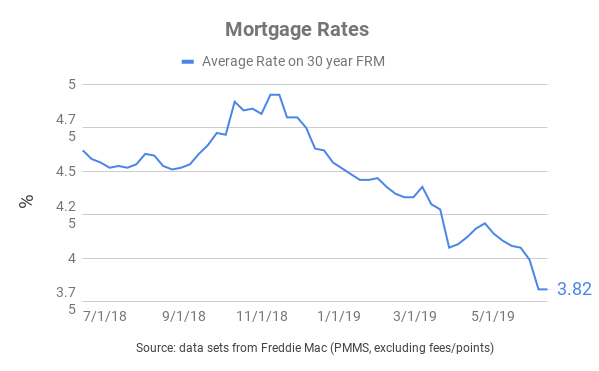 Mortgage Rates
Average Rate on 30 year FRM
5
4.7
5
4.5
4.2
5
4
3.7
5
%
3.82
7/1/18 9/1/18 11/1/18 1/1/19 3/1/19 5/1/19
Source: data sets from Freddie Mac (PMMS, excluding fees/points)